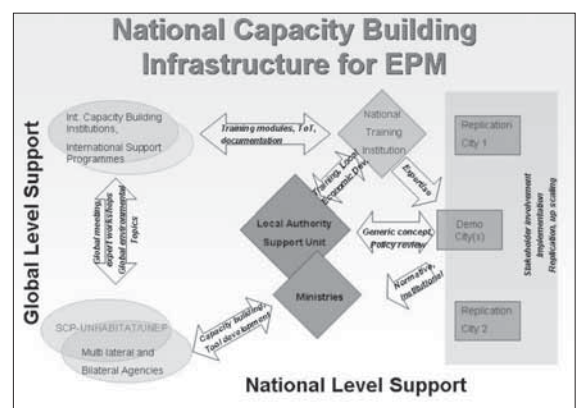 National Capacity Building
Infrastructure for EPM
Global Level Support
Int. Capacity Building
Institutions,
International Support
Programmes
Training modules, ToT,
documentation
National
Training
Institution
Replication
City 1
Training, Local
Economic Dev.
Expertise
Global meeting,
expert workshops
Global environmental
Topics
Local Authority
Support Unit
Generic concept,
Policy review
Demo
City(s)
Stakeholder involvement
Implementation
Replication, up scaling
Ministries
Normative,
Institutional
SCP-UNHABITAT/UNEP
Multi lateral and
Bilateral Agencies
Capacity building,
Tool development
Replication
City 2
National Level Support